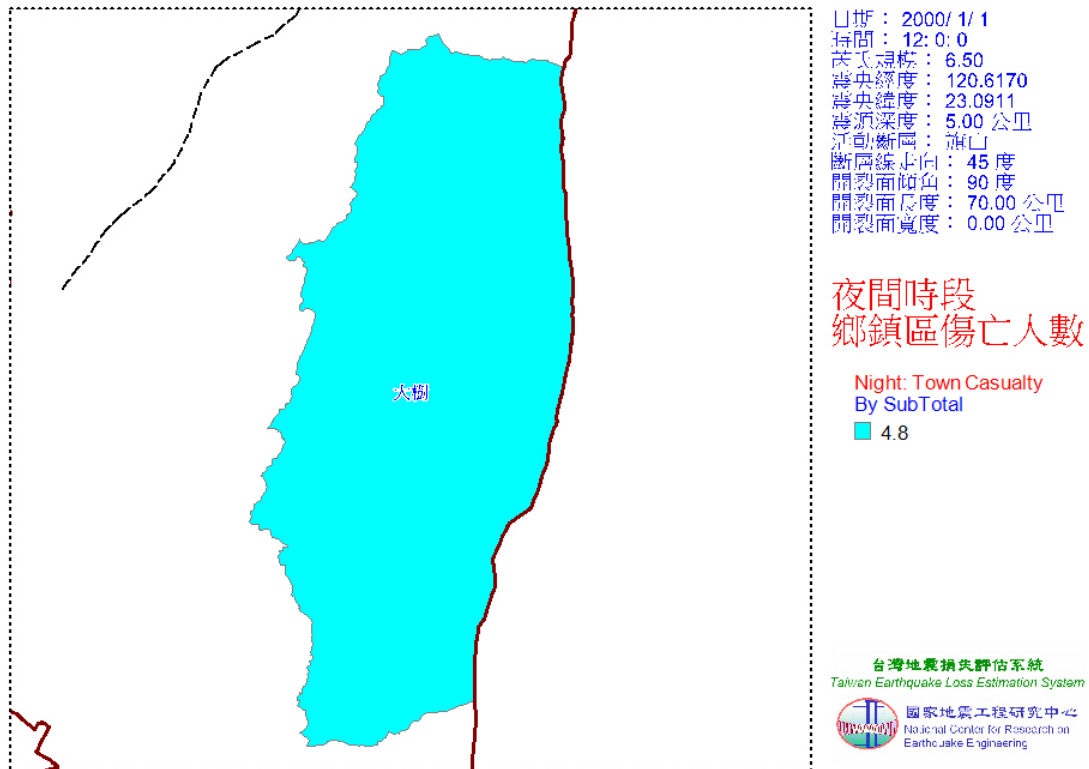 大樹
日期： 2000/ 1/ 1
時間： 12: 0: 0
芮氏規模： 6.50
震央經度： 120.6170
震央緯度： 23.0911
震源深度： 5.00 公里
活動斷層： 旗山
斷層線走向： 45 度
開裂面傾角： 90 度
開裂面長度： 70.00 公里
開裂面寬度： 0.00 公里
夜間時段
鄉鎮區傷亡人數
Night: Town Casualty
By SubTotal
4.8
台灣地震損失評估系統
Taiwan Earthquake Loss Estimation System
國家地震工程研究中心
National Center for Research on
Earthquake Engineering